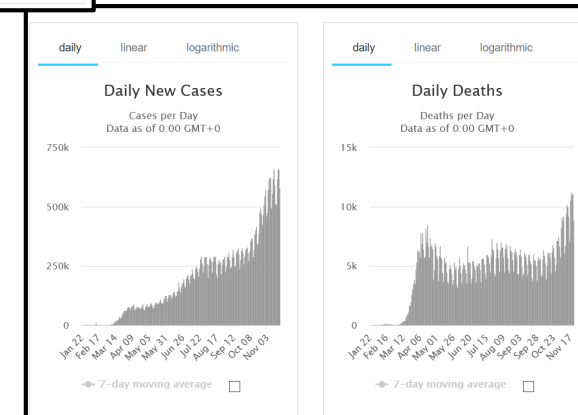 daily linear logarithmic
Daily New Cases
Cases per Day
Data as of 0:00 GMT+0
750k
500k
250k
0
Jan 22 Feb 17 Mar 14 Apr 09 May 05 May 31 Jun 26 Jul 22 Aug 17 Sep 12 Oct 08 Nov 03
7-day moving average
daily linear logarithmic
Daily Deaths
Deaths per Day
Data as of 0:00 GMT+0
15k
10k
5k
0
Jan 22 Feb 16 Mar 12 Apr 06 May 01 May 26 Jun 20 Jul 15 Aug 09 Sep 03 Sep 28 Oct 23 Nov 17
7-day moving average